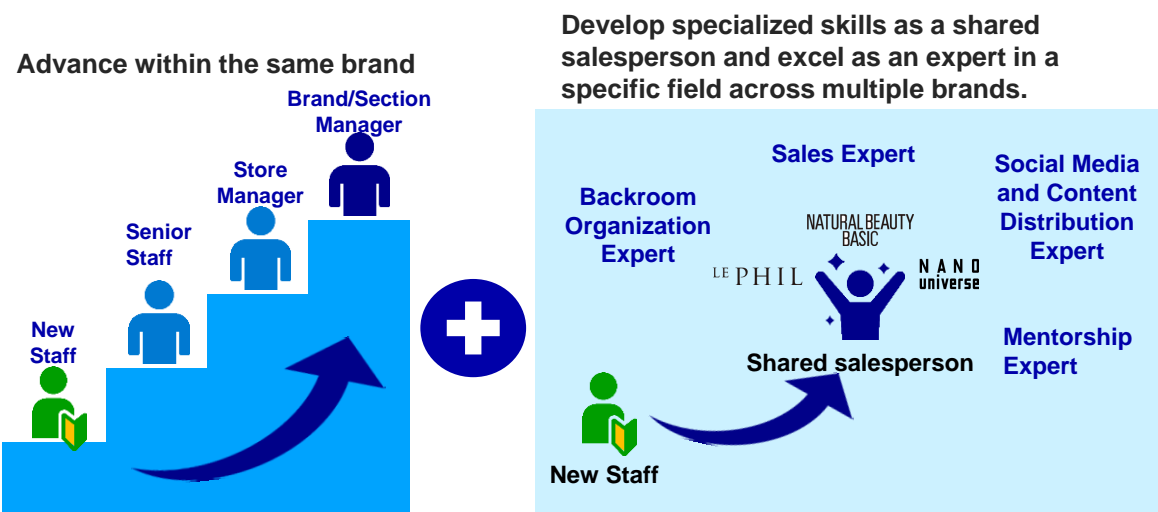 Advance within the same brand
Brand/Section
Manager
Store
Manager
Senior
Staff
New
Staff
Develop specialized skills as a shared
salesperson and excel as an expert in a
specific field across multiple brands.
Sales Expert
Backroom
Organization
Expert
Social Media
and Content
Distribution
Expert
NATURAL BEAUTY
BASIC
LE PHIL
NANO
universe
Mentorship
Expert
Shared salesperson
New Staff